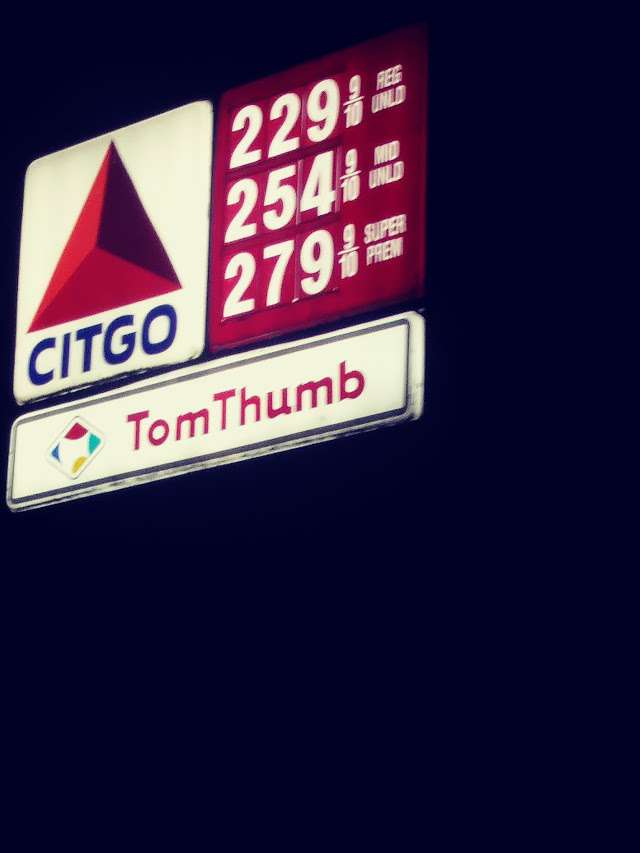 CITGO
229 9/10 REG UNLD
254 9/10 MID UNLD
279 9/10 SUPER PREM
TomThumb